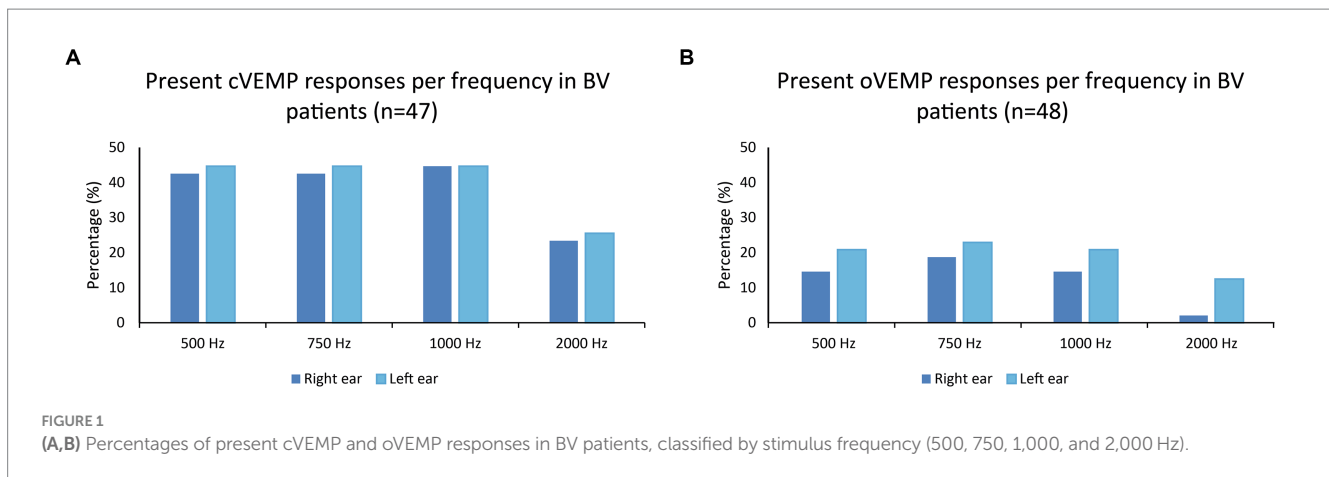 A
Present cVEMP responses per frequency in BV
patients (n=47)
Percentage (%)
50
40
30
20
10
0
500 Hz
750 Hz
1000 Hz
2000 Hz
Right ear
Left ear
B
Present oVEMP responses per frequency in BV
patients (n=48)
Percentage (%)
50
40
30
20
10
0
500 Hz
750 Hz
1000 Hz
2000 Hz
Right ear
Left ear
FIGURE 1
(A,B) Percentages of present cVEMP and oVEMP responses in BV patients, classified by stimulus frequency (500, 750, 1,000, and 2,000 Hz).